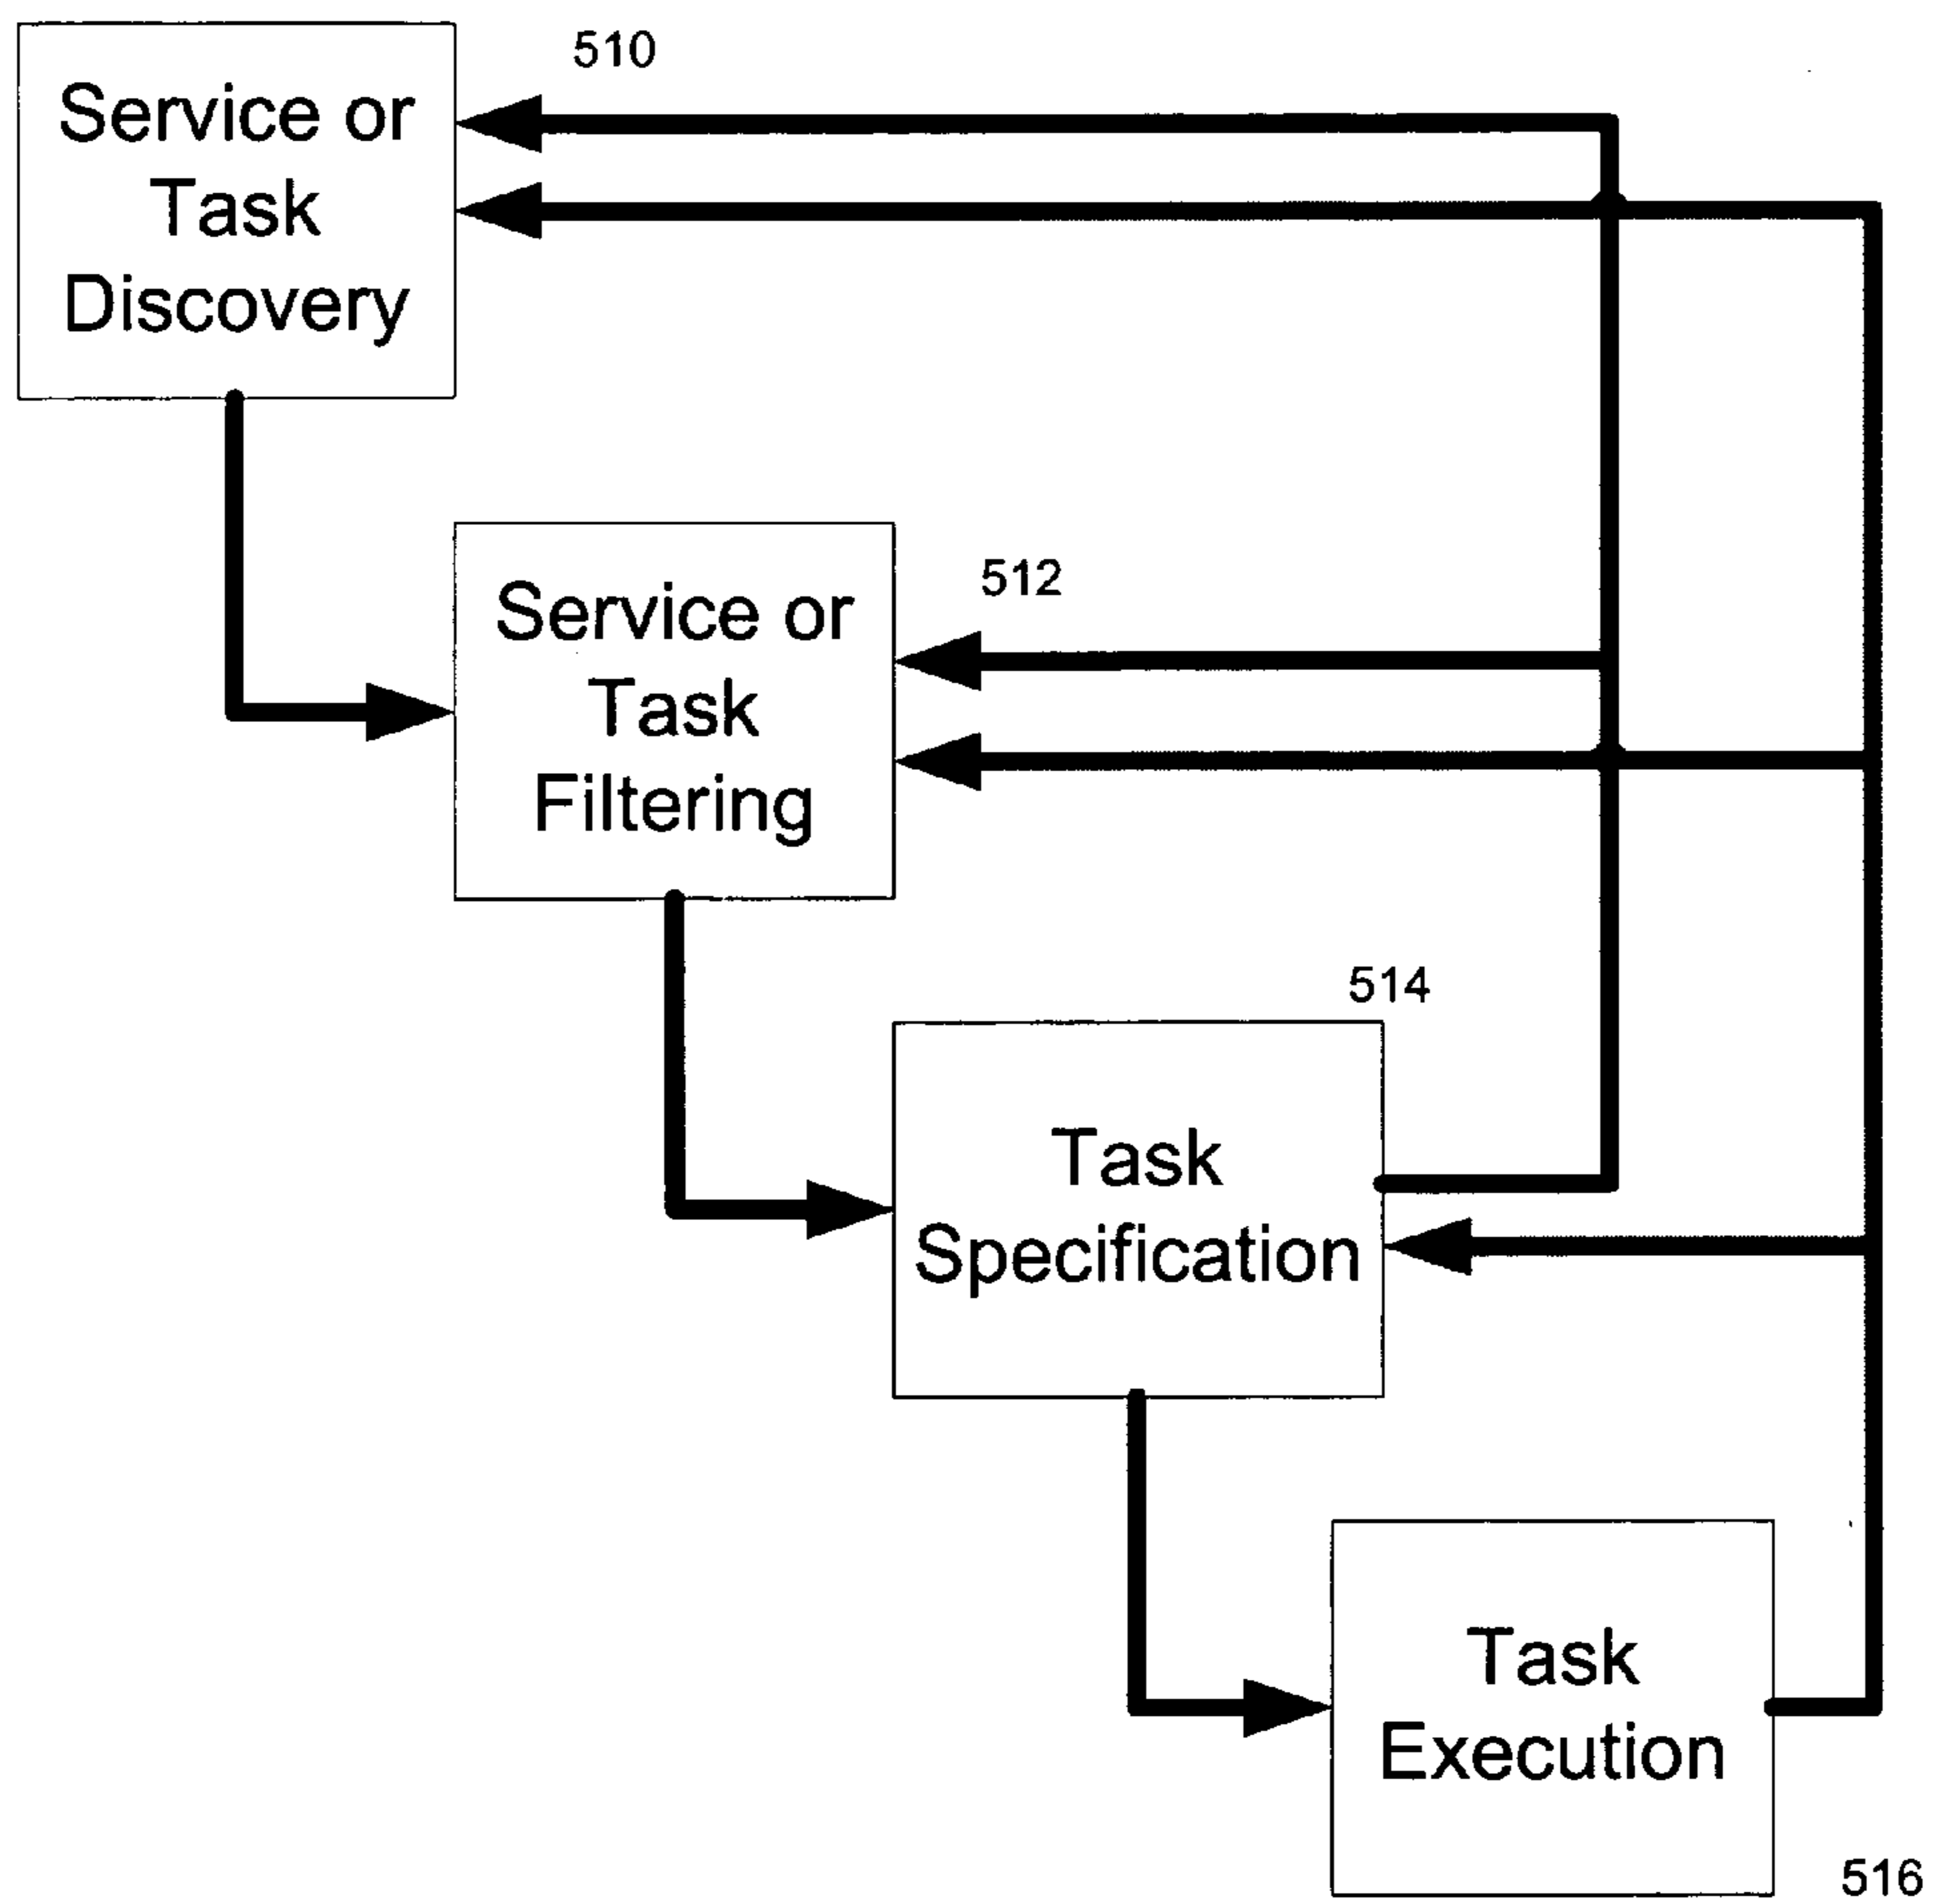 510
Service or
Task
Discovery
512
Service or
Task
Filtering
514
Task
Specification
Task
Execution
516